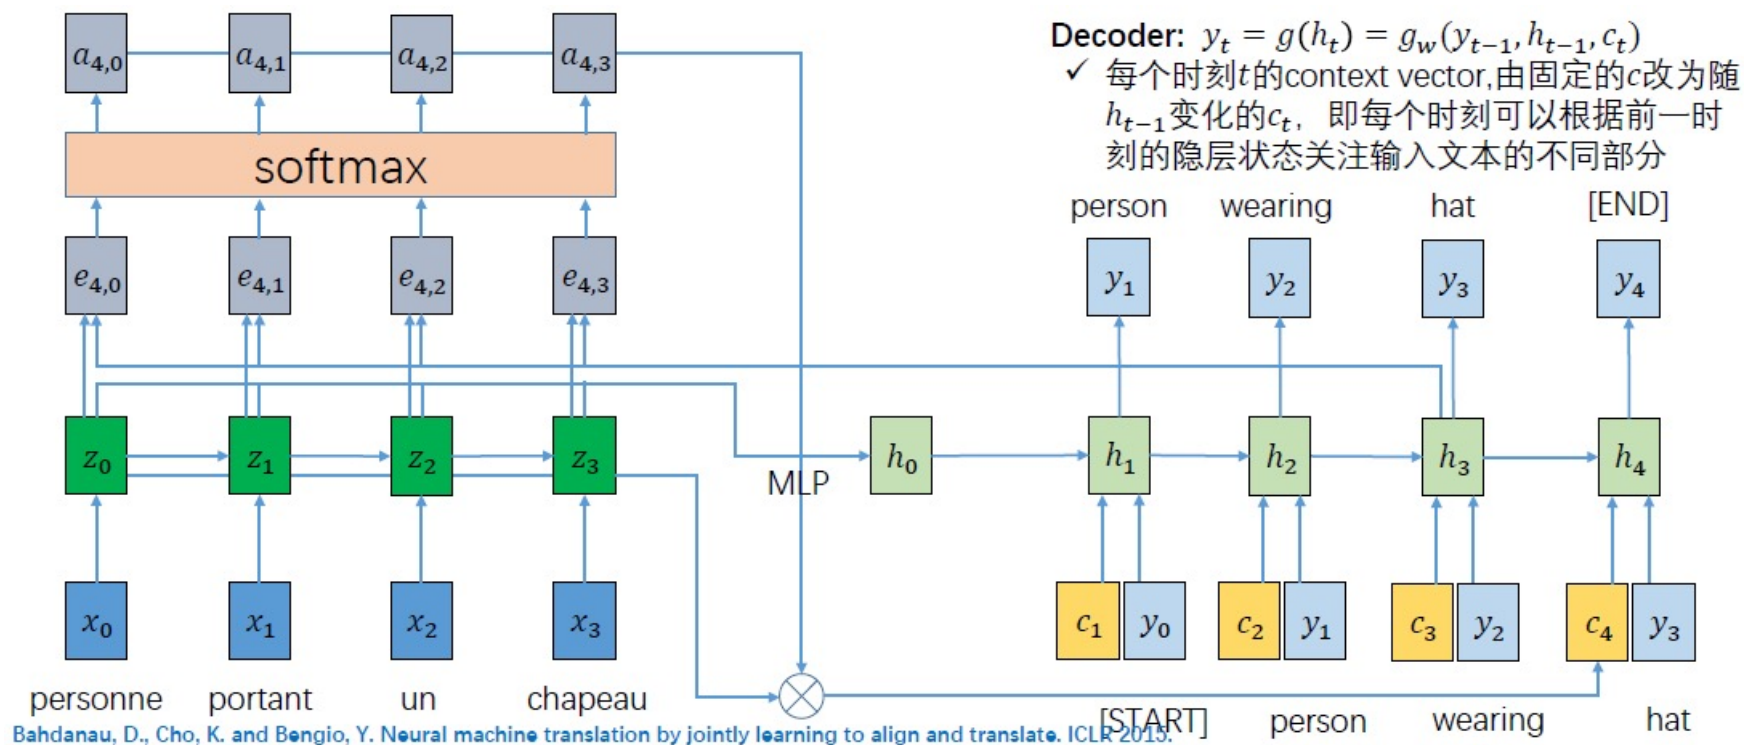 a4,0 a4,1 a4,2 a4,3
softmax
e4,0 e4,1 e4,2 e4,3
z0 z1 z2 z3
x0 x1 x2 x3
personne portant un chapeau
Decoder: yt = g(ht) = gw(yt−1, ht−1, ct)
✓ 每个时刻t的context vector,由固定的c改为随
ht−1变化的ct, 即每个时刻可以根据前一时
刻的隐层状态关注输入文本的不同部分
person wearing hat [END]
y1 y2 y3 y4
MLP
h0 h1 h2 h3 h4
c1 y0 c2 y1 c3 y2 c4 y3
[START] person wearing hat
Bahdanau, D., Cho, K. and Bengio, Y. Neural machine translation by jointly learning to align and translate. ICLR 2015.